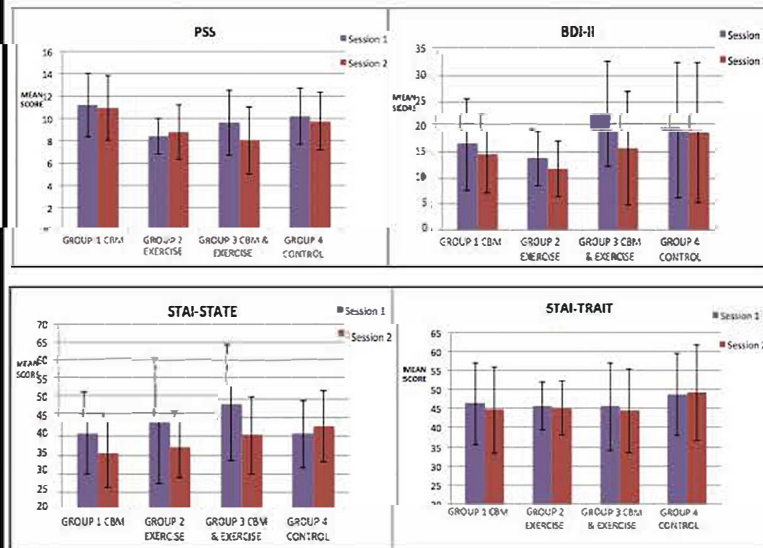 PSS
Session 1
Session 2
16
14
12
MEAN
SCORE
10
8
6
4
2
GROUP 1 CBM
GROUP 2
EXERCISE
GROUP 3 CBM &
EXERCISE
GROUP 4
CONTROL
BDI-II
Session
Session
35
30
MEAN
SCORE
25
20
15
10
5
0
GROUP 1 CBM
GROUP 2
EXERCISE
GROUP 3 CBM
& EXERCISE
GROUP 4
CONTROL
STAI-STATE
Session 1
Session 2
70
65
MEAN
60
SCORE
55
50
45
40
35
30
25
20
GROUP 1 CBM
GROUP 2
EXERCISE
GROUP 3 CBM
& EXERCISE
GROUP 4
CONTROL
STAI-TRAIT
Session 1
Session
65
60
MEAN
55
SCORE
50
45
40
35
30
25
GROUP 1 CBM
GROUP 2
EXERCISE
GROUP 3 CBM
& EXERCISE
GROUP 4
CONTROL